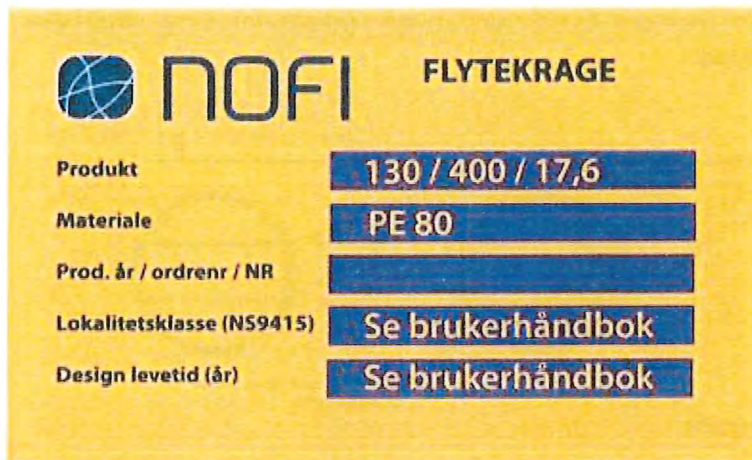 NOFI FLYTEKRAGE
Produkt 130 / 400 / 17,6
Materiale PE 80
Prod. år / ordrenr / NR
Lokalitetsklasse (NS9415) Se brukerhåndbok
Design levetid (år) Se brukerhåndbok